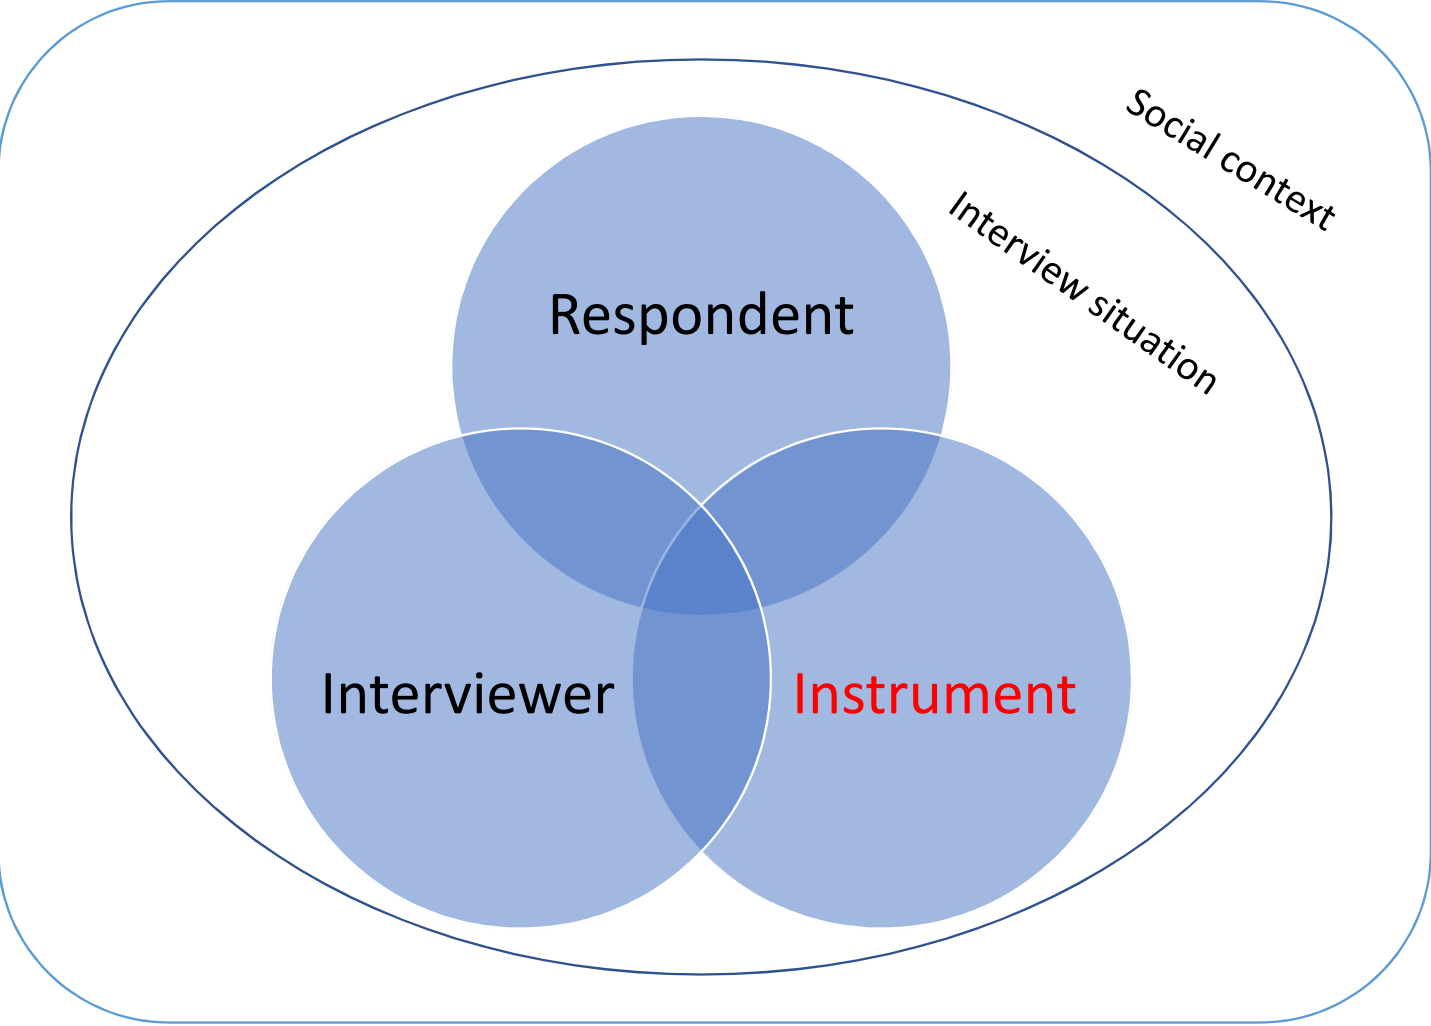 Social context
Interview situation
Respondent
Interviewer
Instrument